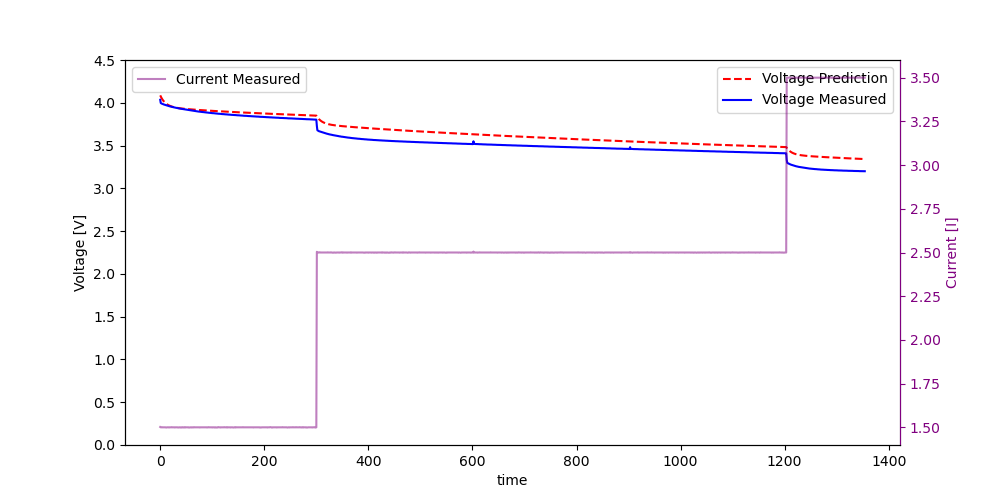 Current Measured
Voltage Prediction
Voltage Measured
4.5
4.0
3.5
3.0
2.5
2.0
1.5
1.0
0.5
0.0
Voltage [V]
3.50
3.25
3.00
2.75
2.50
2.25
2.00
1.75
1.50
Current [I]
0 200 400 600 800 1000 1200 1400
time